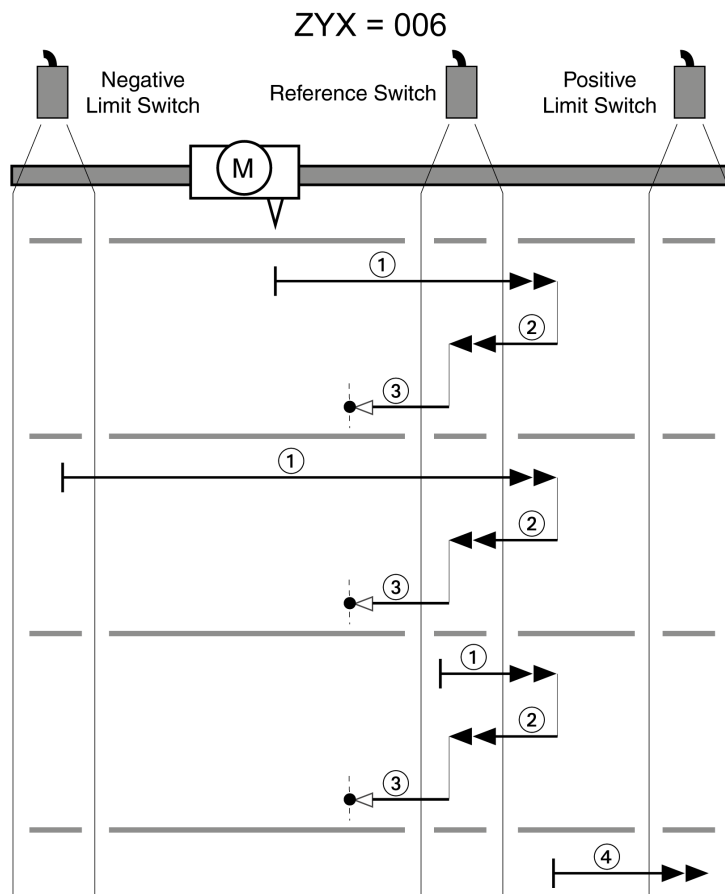 ZYX = 006
Negative
Limit Switch
Reference Switch
Positive
Limit Switch
M
1
2
3
1
2
3
1
2
3
4